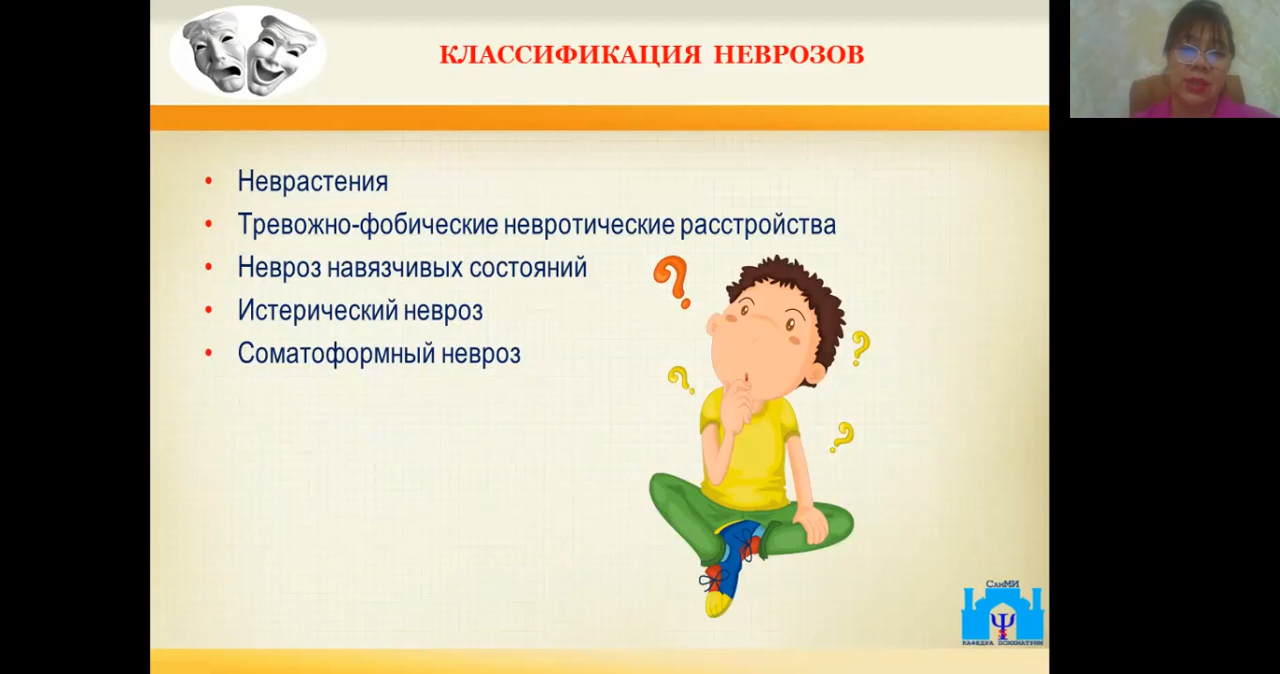 КЛАССИФИКАЦИЯ НЕВРОЗОВ
• Неврастения
• Тревожно-фобические невротические расстройства
• Невроз навязчивых состояний
• Истерический невроз
• Соматоформный невроз
СамМИ
КАФЕДРА ПСИХИАТРИИ